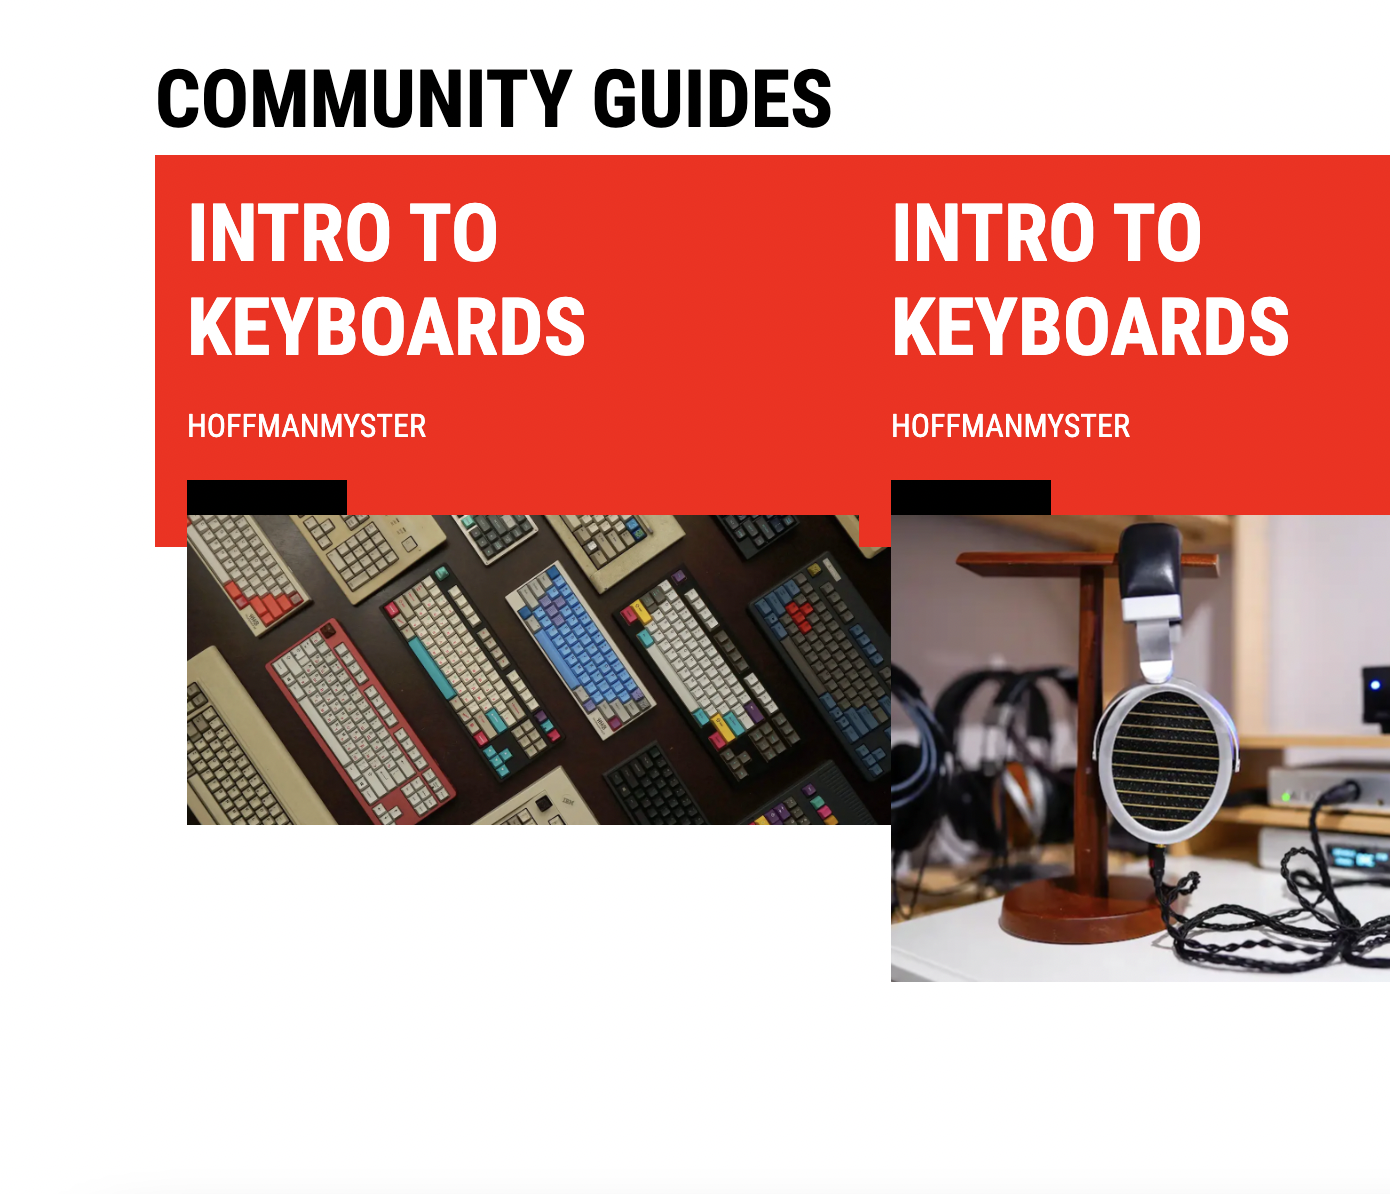 COMMUNITY GUIDES
INTRO TO
KEYBOARDS
HOFFMANMYSTER
INTRO TO
KEYBOARDS
HOFFMANMYSTER